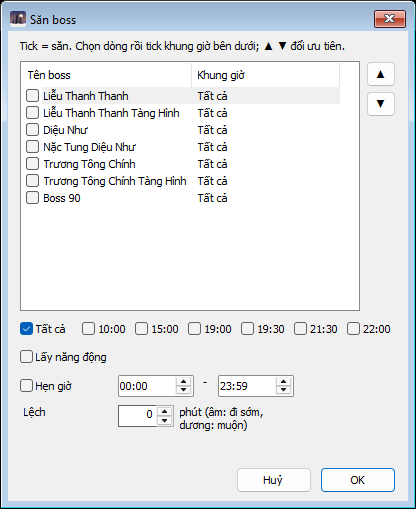 Săn boss
Tick = săn. Chọn dòng rồi tick khung giờ bên dưới; ▲ ▼ đổi ưu tiên.
Tên boss Khung giờ
Liễu Thanh Thanh Tất cả
Liễu Thanh Thanh Tàng Hình Tất cả
Diệu Như Tất cả
Nặc Tung Diệu Như Tất cả
Trương Tông Chính Tất cả
Trương Tông Chính Tàng Hình Tất cả
Boss 90 Tất cả
▲
▼
Tất cả 10:00 15:00 19:00 19:30 21:30 22:00
Lấy năng động
Hẹn giờ 00:00 - 23:59
Lệch 0 phút (âm: đi sớm,
dương: muộn)
Huỷ OK